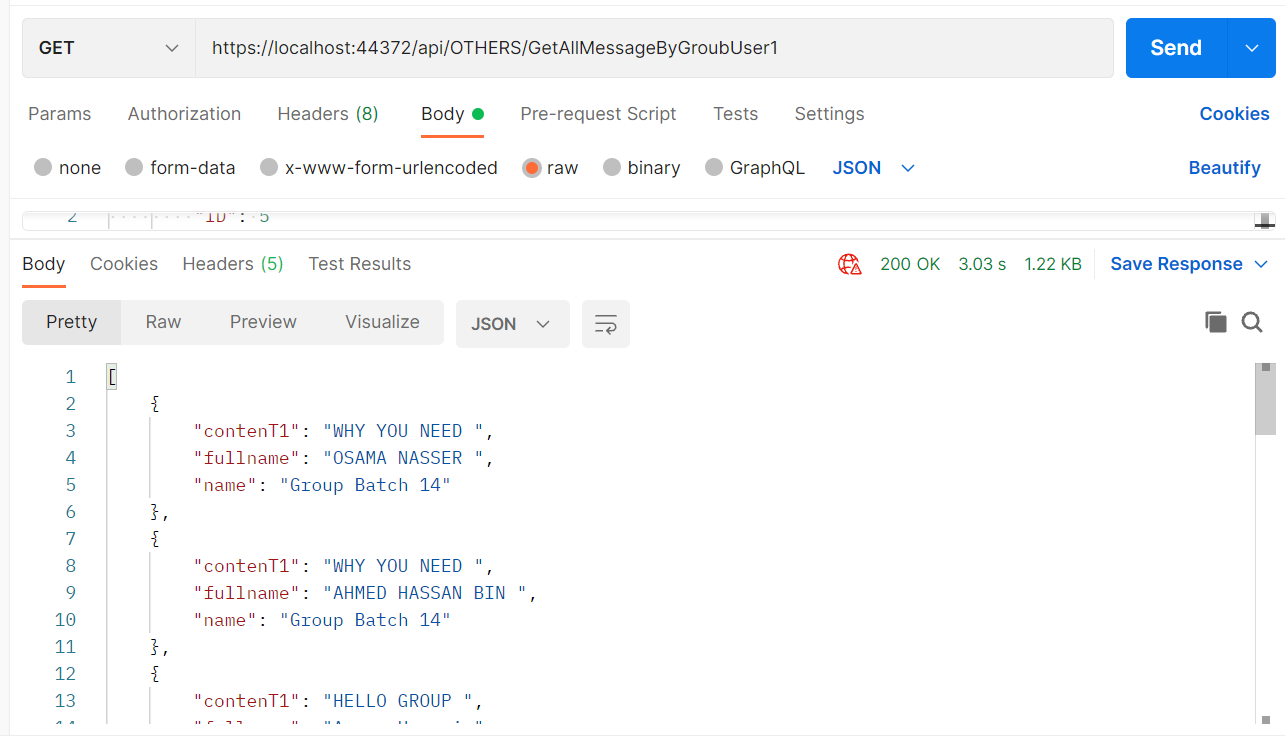 GET https://localhost:44372/api/OTHERS/GetAllMessageByGroubUser1 Send
Params Authorization Headers (8) Body Pre-request Script Tests Settings Cookies
none form-data x-www-form-urlencoded raw binary GraphQL JSON Beautify
2 "ID": 5
Body Cookies Headers (5) Test Results 200 OK 3.03 s 1.22 KB Save Response
Pretty Raw Preview Visualize JSON
1 [
2 {
3 "contenT1": "WHY YOU NEED ",
4 "fullname": "OSAMA NASSER ",
5 "name": "Group Batch 14"
6 },
7 {
8 "contenT1": "WHY YOU NEED ",
9 "fullname": "AHMED HASSAN BIN ",
10 "name": "Group Batch 14"
11 },
12 {
13 "contenT1": "HELLO GROUP ",
14 "fullname":